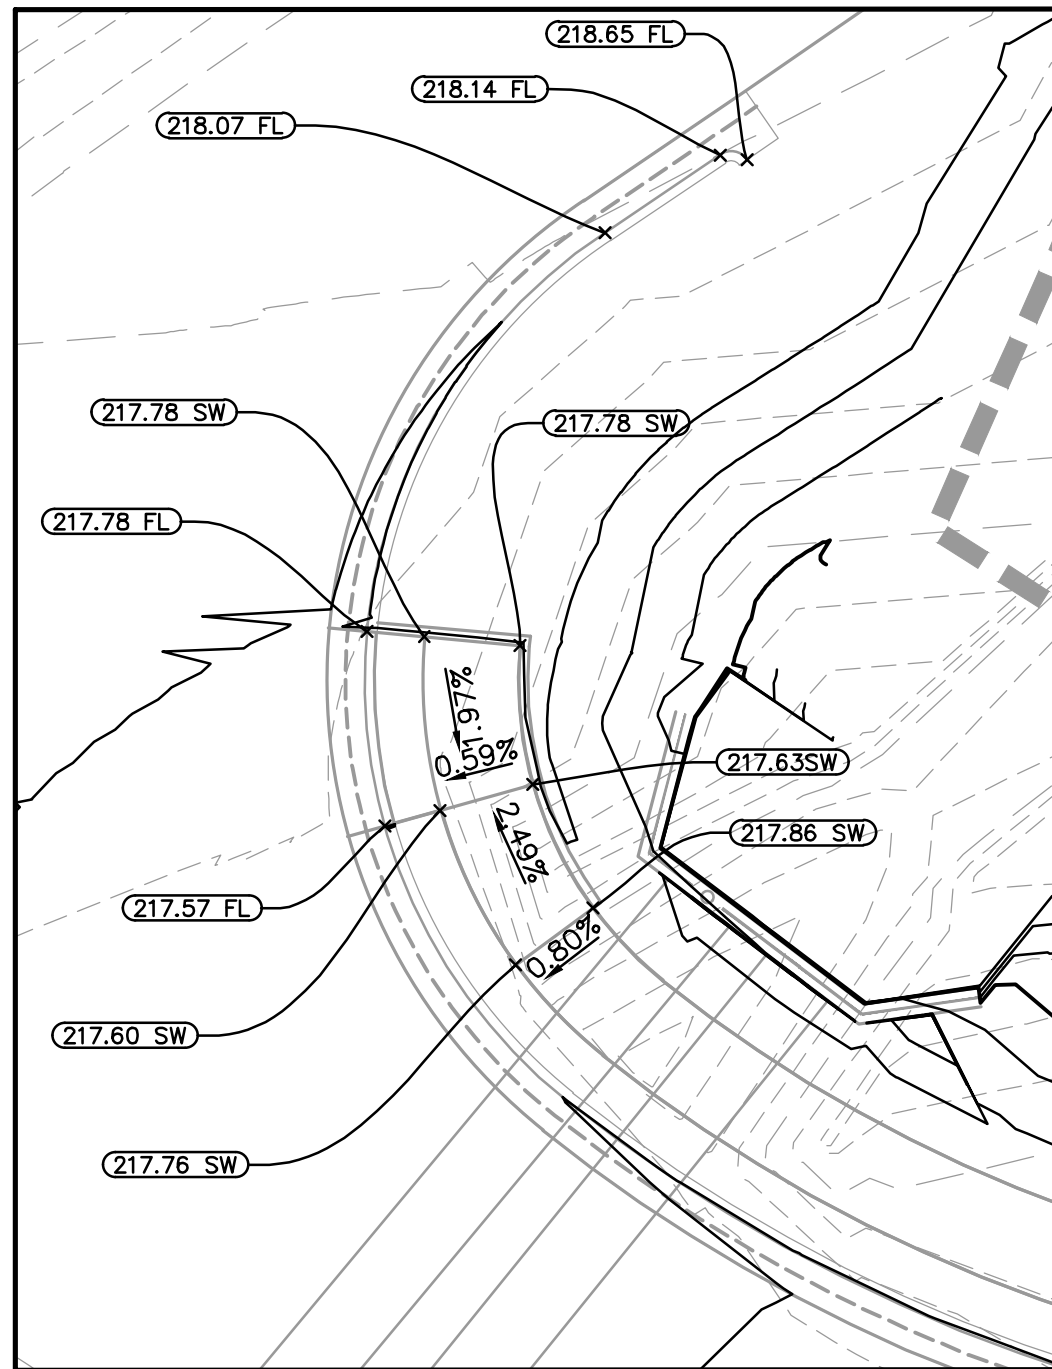 218.65 FL
218.14 FL
218.07 FL
217.78 SW
217.78 SW
217.78 FL
1.97%
0.59%
217.63SW
2.49%
217.86 SW
217.57 FL
0.80%
217.60 SW
217.76 SW